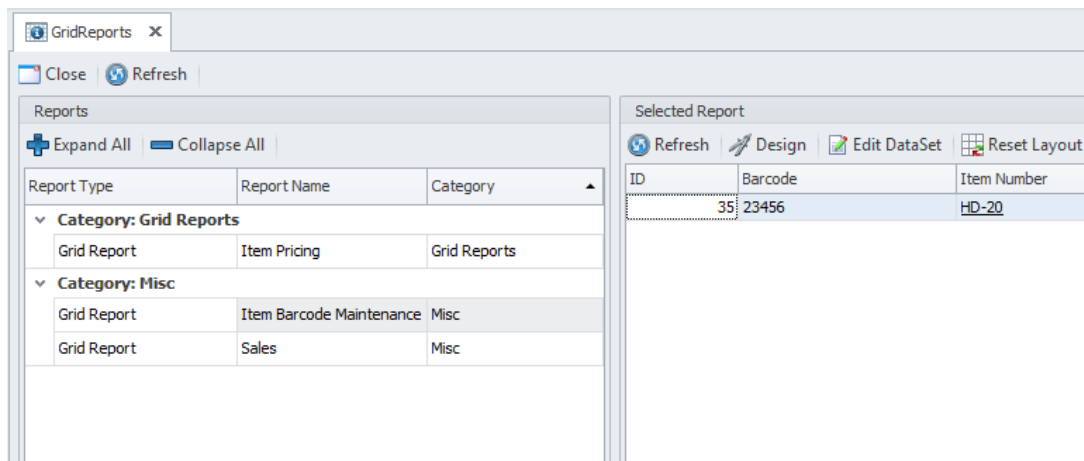 GridReports
Close Refresh
Reports
Expand All Collapse All
Report Type Report Name Category
Category: Grid Reports
Grid Report Item Pricing Grid Reports
Category: Misc
Grid Report Item Barcode Maintenance Misc
Grid Report Sales Misc
Selected Report
Refresh Design Edit DataSet Reset Layout
ID Barcode Item Number
35 23456 HD-20